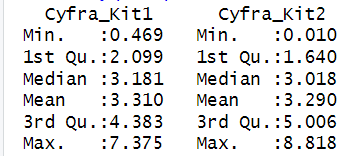 Cyfra_Kit1 Cyfra_Kit2
Min. :0.469 Min. :0.010
1st Qu.:2.099 1st Qu.:1.640
Median :3.181 Median :3.018
Mean :3.310 Mean :3.290
3rd Qu.:4.383 3rd Qu.:5.006
Max. :7.375 Max. :8.818